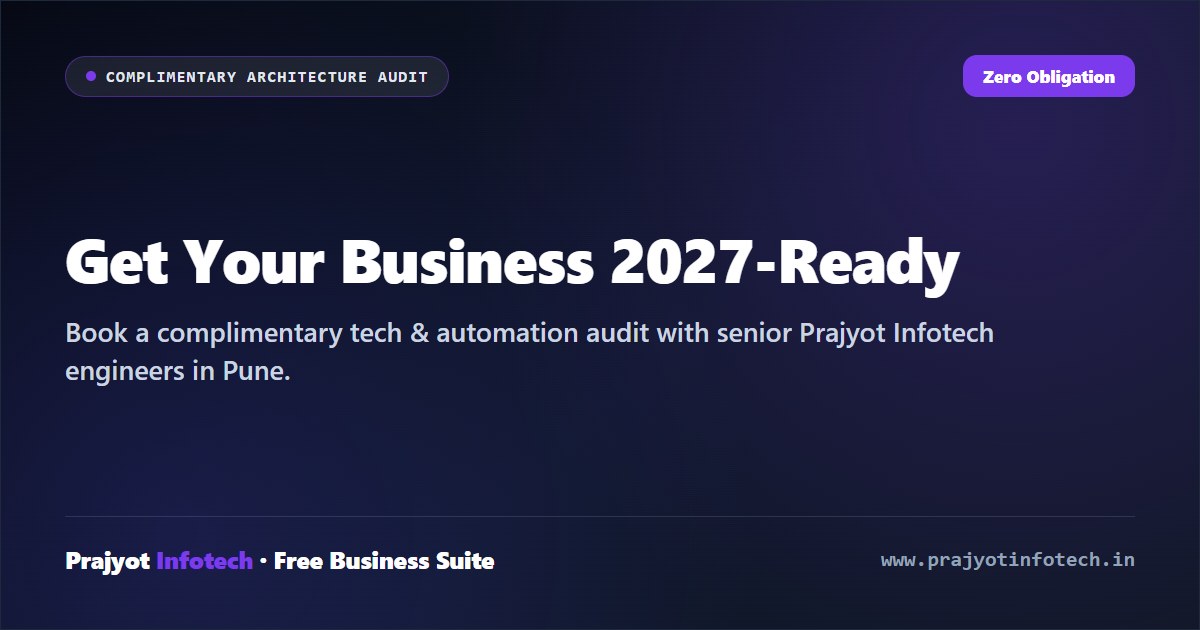 COMPLIMENTARY ARCHITECTURE AUDIT
Zero Obligation
Get Your Business 2027-Ready
Book a complimentary tech & automation audit with senior Prajyot Infotech
engineers in Pune.
Prajyot Infotech · Free Business Suite
www.prajyotinfotech.in